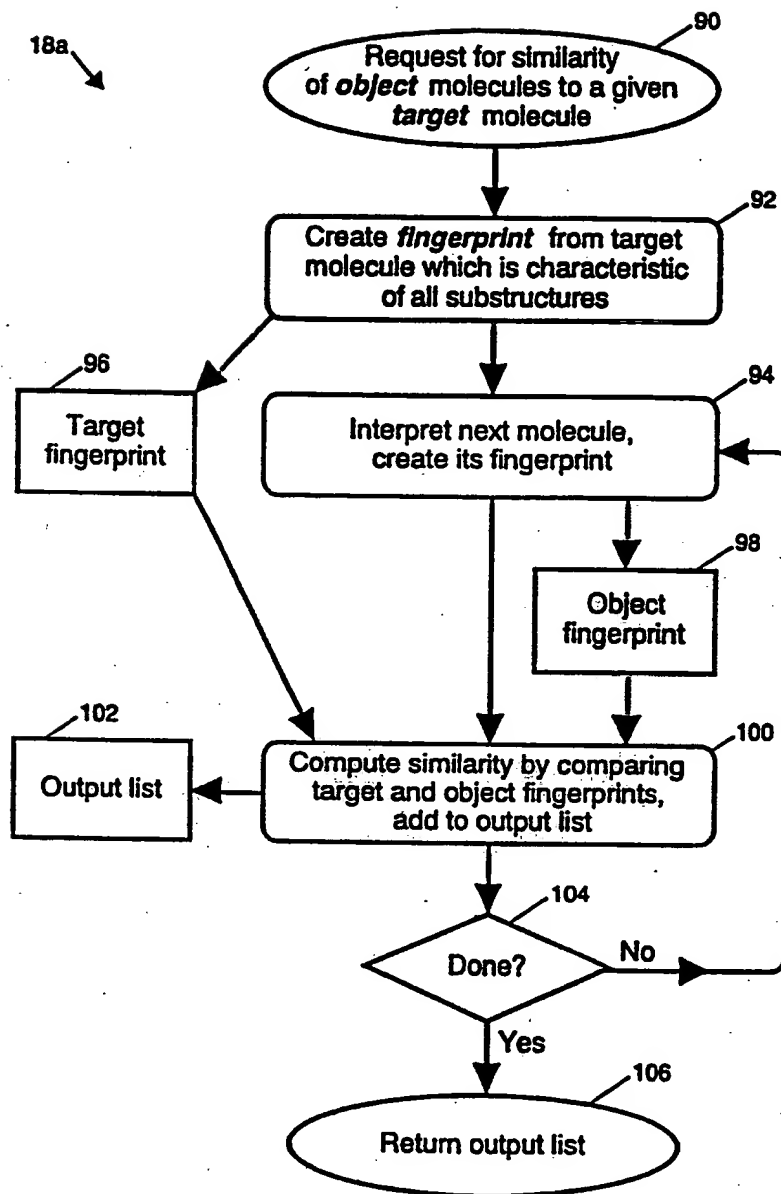 18a
90
Request for similarity
of object molecules to a given
target molecule
92
Create fingerprint from target
molecule which is characteristic
of all substructures
96
Target
fingerprint
94
Interpret next molecule,
create its fingerprint
98
Object
fingerprint
102
Output list
100
Compute similarity by comparing
target and object fingerprints,
add to output list
104
Done?
No
Yes
106
Return output list